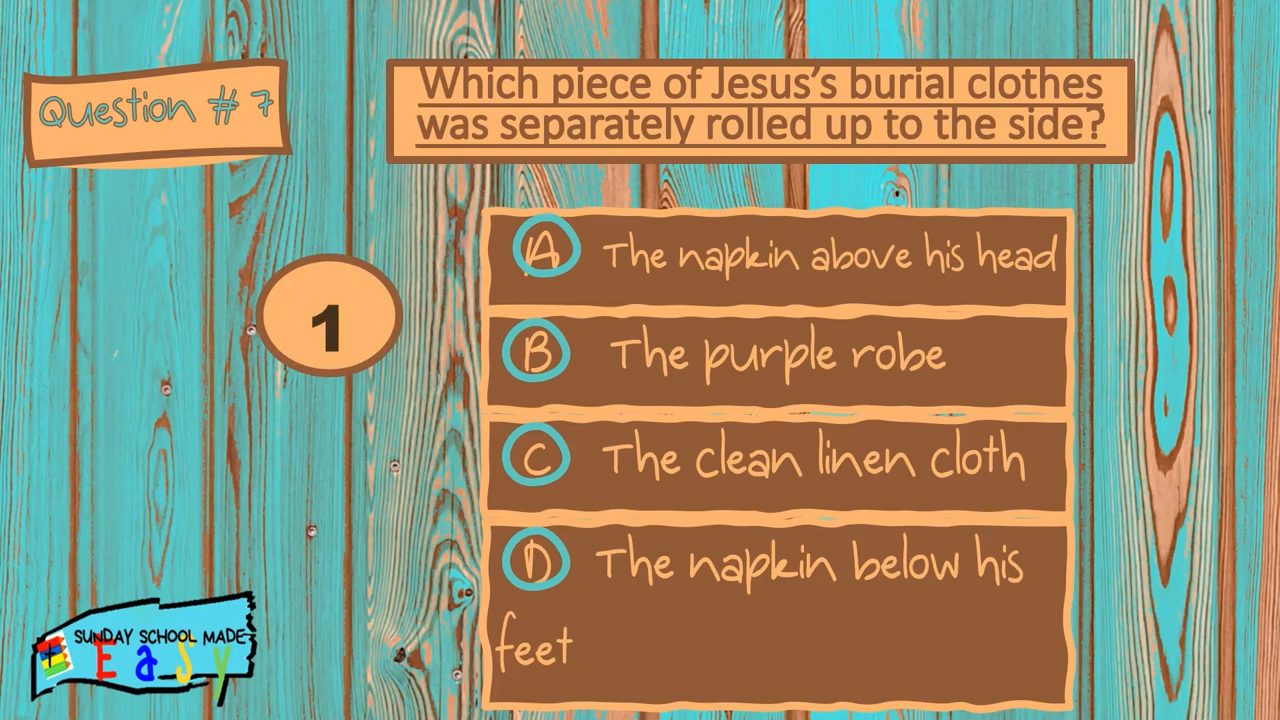 Question # 7
Which piece of Jesus’s burial clothes
was separately rolled up to the side?
1
A The napkin above his head
B The purple robe
C The clean linen cloth
D The napkin below his
feet
SUNDAY SCHOOL MADE
Easy